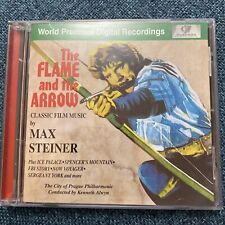 World Premiere Digital Recordings
The
FLAME
and the
ARROW
CLASSIC FILM MUSIC
by
MAX
STEINER
Plus ICE PALACE • SPENCER'S MOUNTAIN •
FBI STORY • NOW VOYAGER •
SERGEANT YORK and more
The City of Prague Philharmonic
Conducted by Kenneth Alwyn